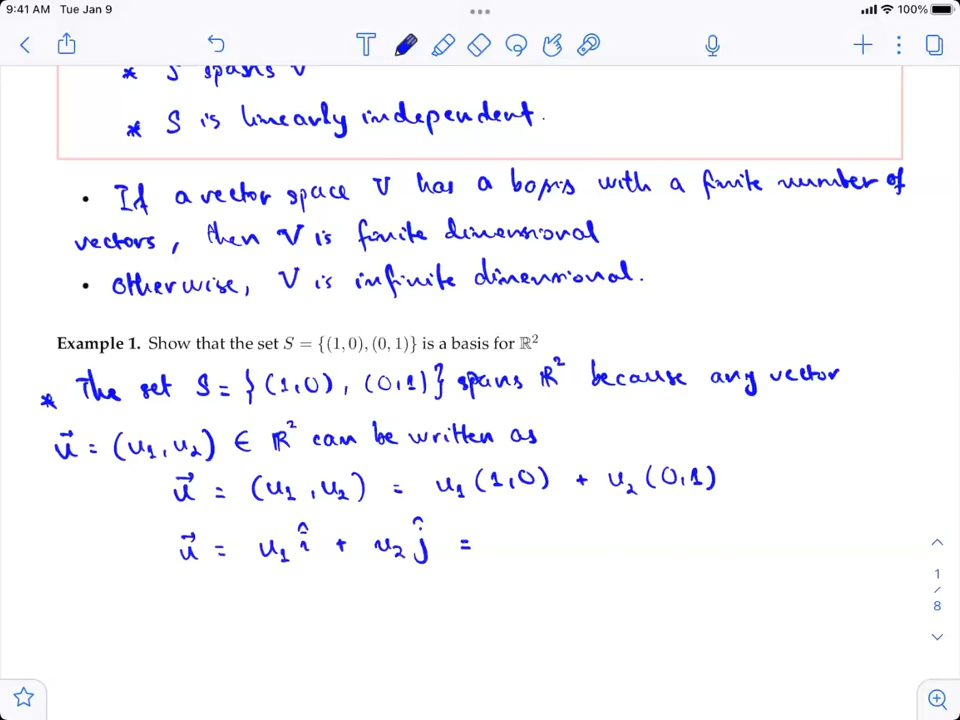 9:41 AM Tue Jan 9
100%
* S spans V
* S is linearly independent.
• If a vector space V has a basis with a finite number of
vectors, then V is finite dimensional
• otherwise, V is infinite dimensional.
Example 1. Show that the set S = {(1, 0), (0, 1)} is a basis for ℝ²
* The set S = { (1,0), (0,1) } spans ℝ² because any vector
u⃗ = (u₁, u₂) ∈ ℝ² can be written as
u⃗ = (u₁, u₂) = u₁ (1,0) + u₂ (0,1)
u⃗ = u₁ î + u₂ ĵ =
1
/
8